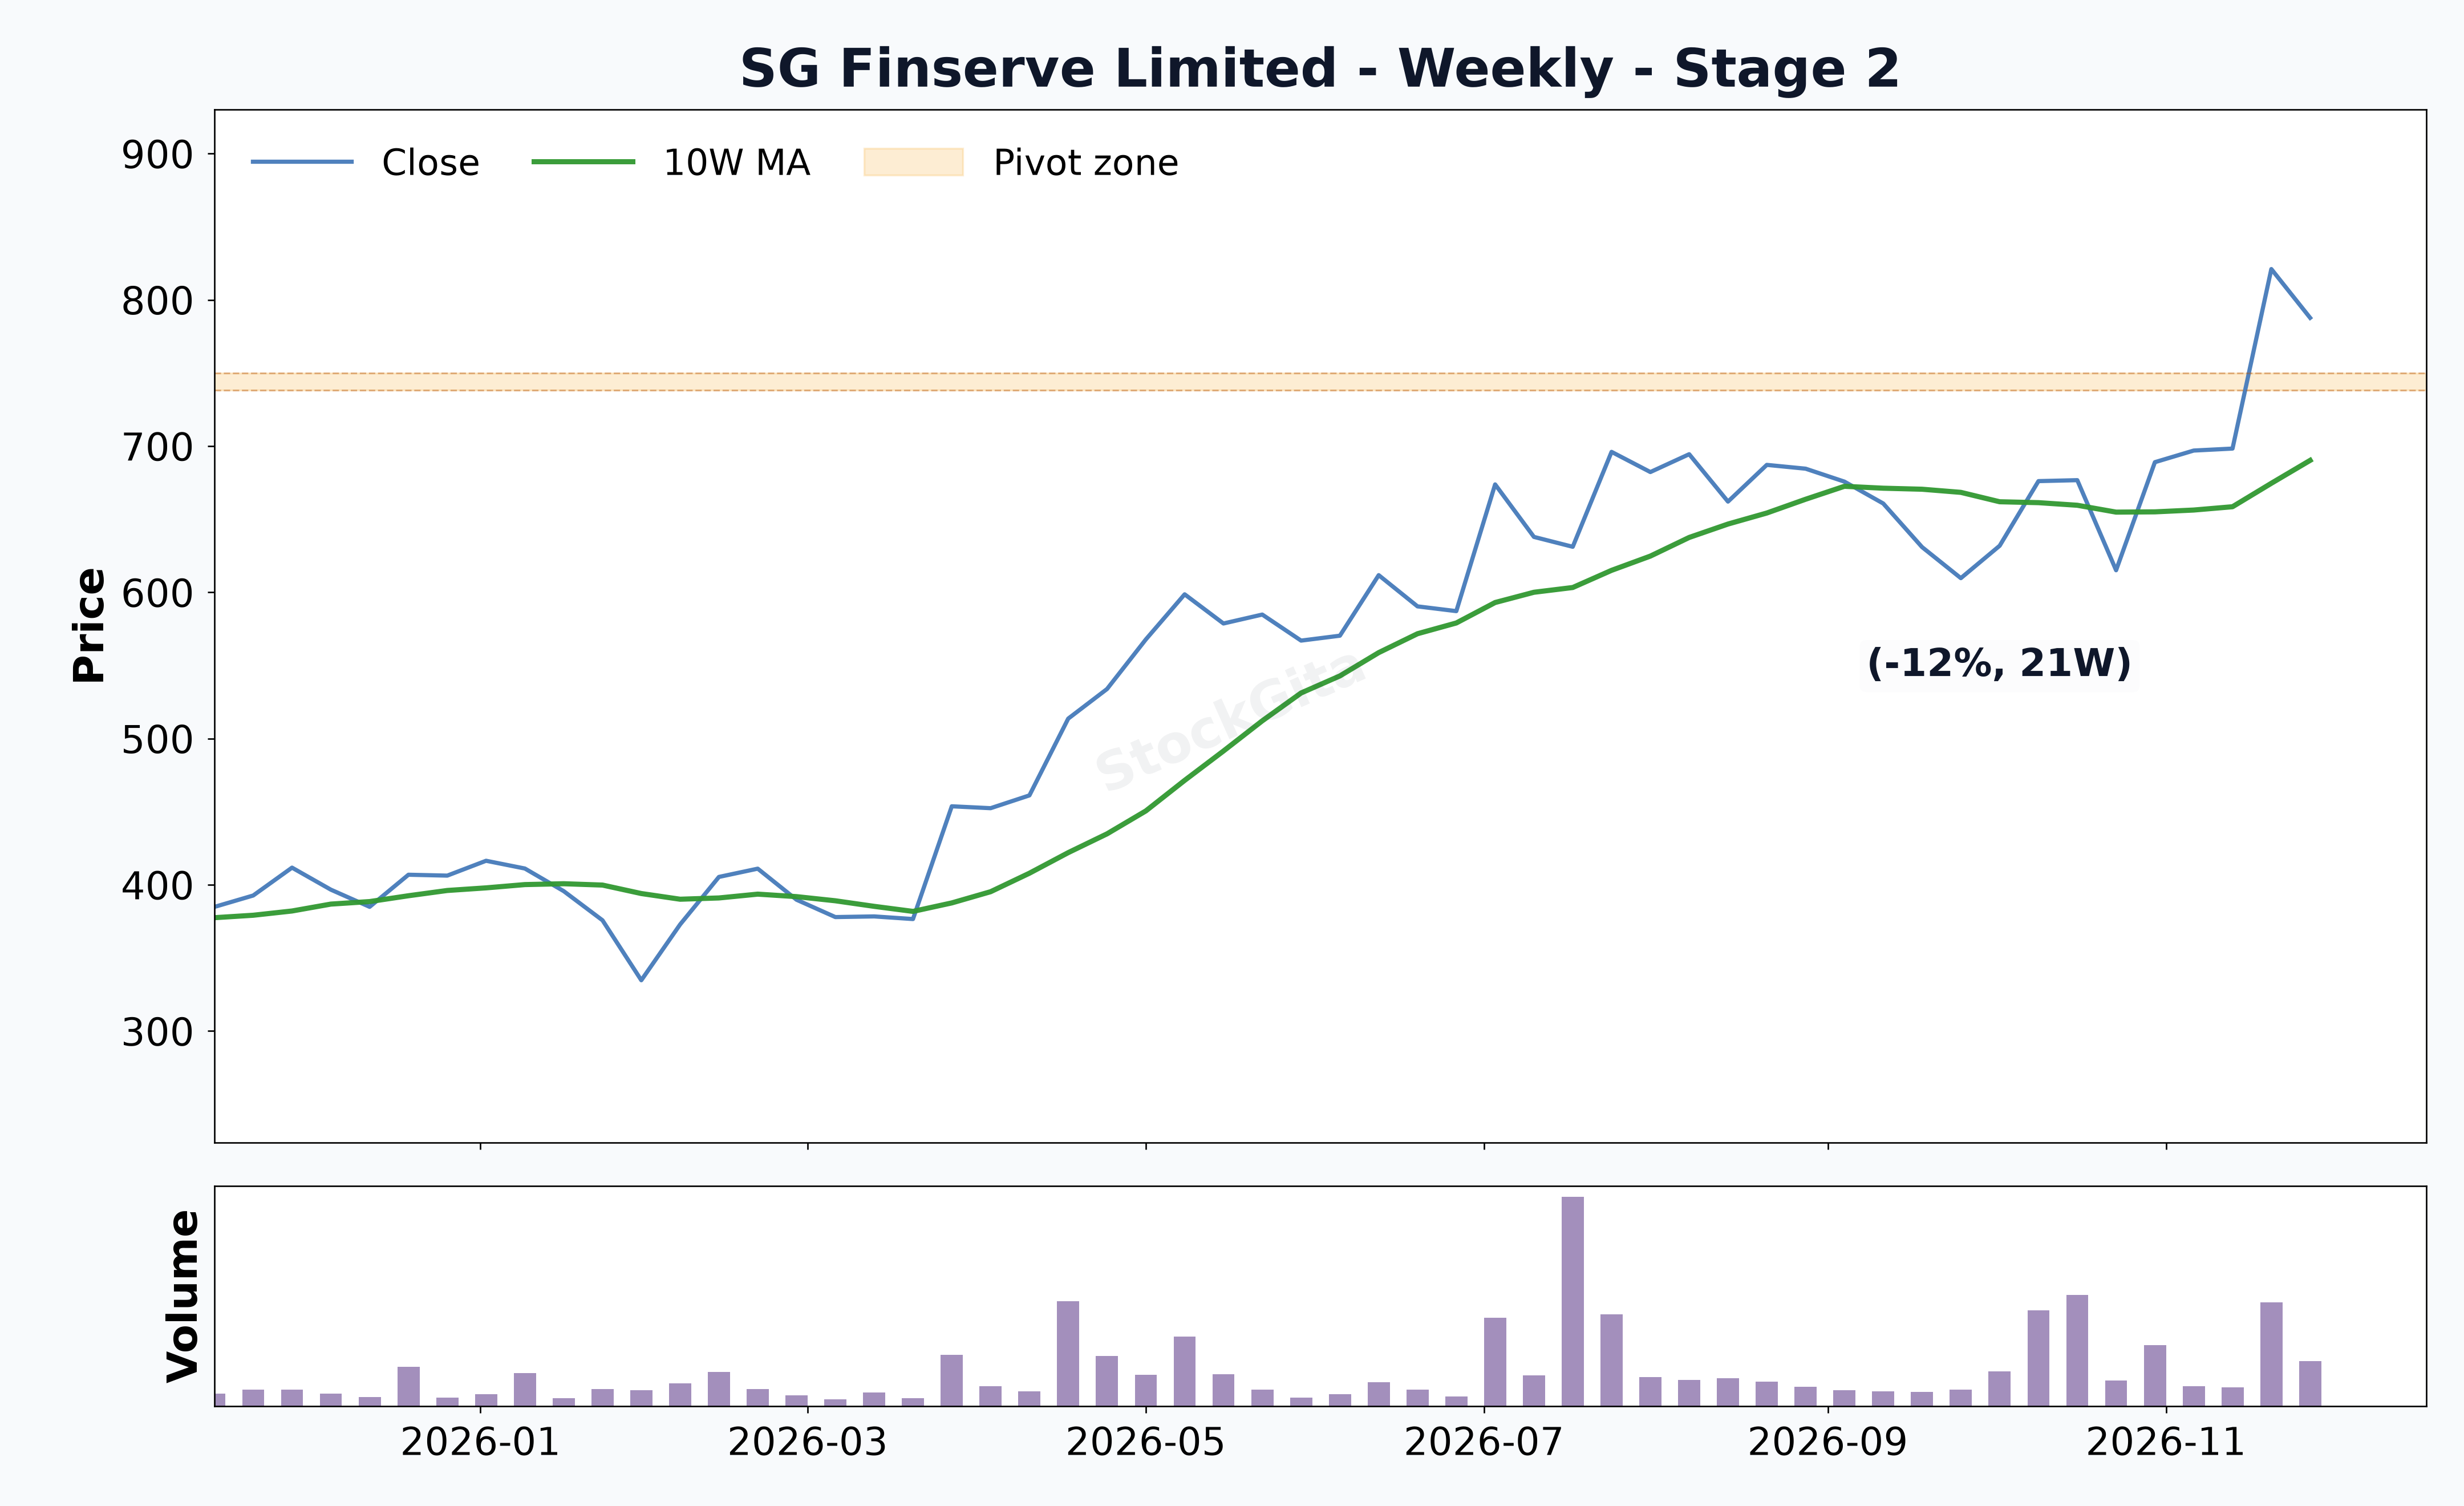 SG Finserve Limited - Weekly - Stage 2
Close
10W MA
Pivot zone
900
800
700
600
500
400
300
Price
(-12%, 21W)
StockGita
Volume
2026-01
2026-03
2026-05
2026-07
2026-09
2026-11